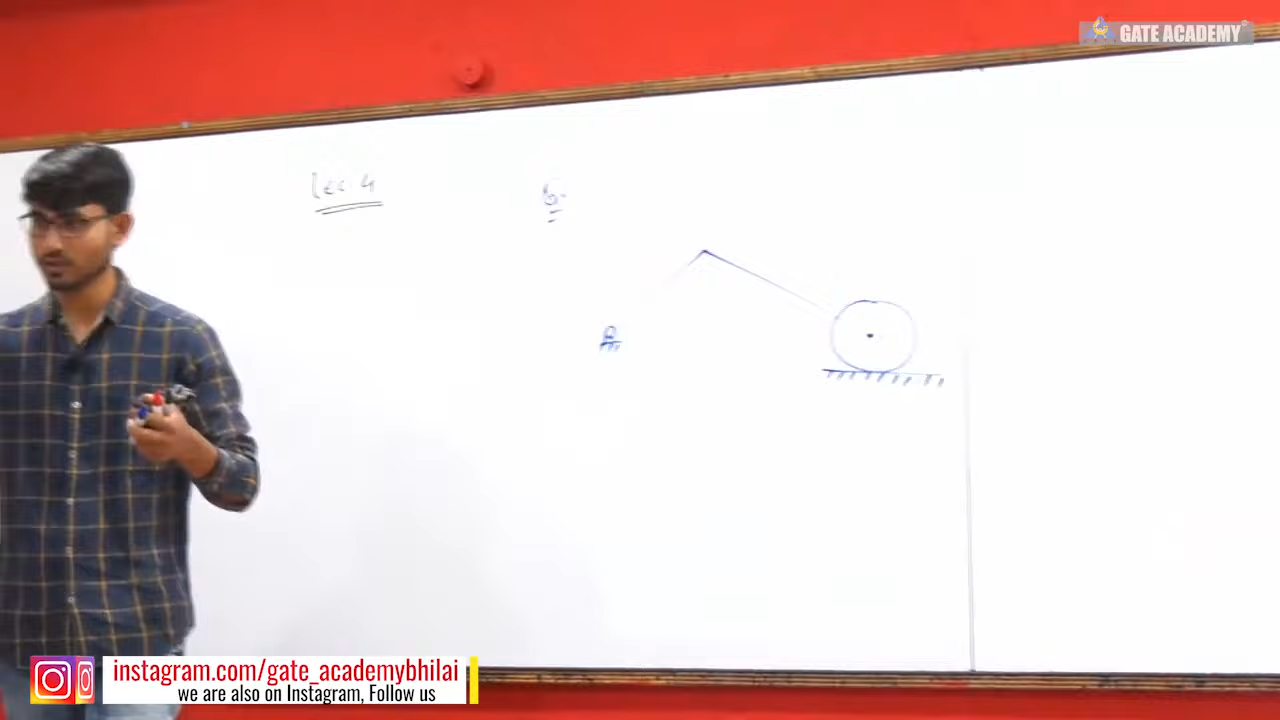 GATE ACADEMY
Lec. 4
Q.
instagram.com/gate_academybhilai
we are also on Instagram, Follow us